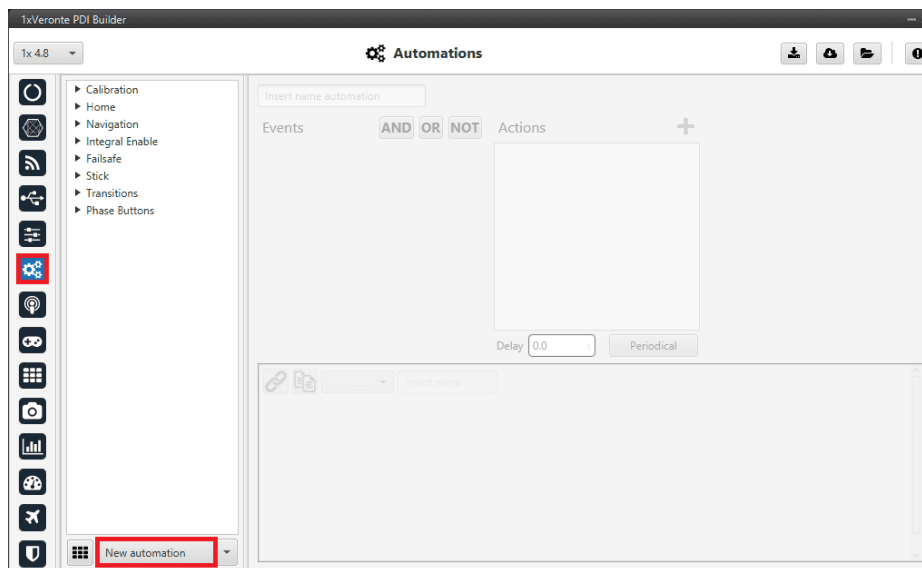 1xVeronte PDI Builder
1x 4.8
Automations
Calibration
Home
Navigation
Integral Enable
Failsafe
Stick
Transitions
Phase Buttons
Insert name automation
Events AND OR NOT Actions
Delay 0.0 s Periodical
Insert name
New automation